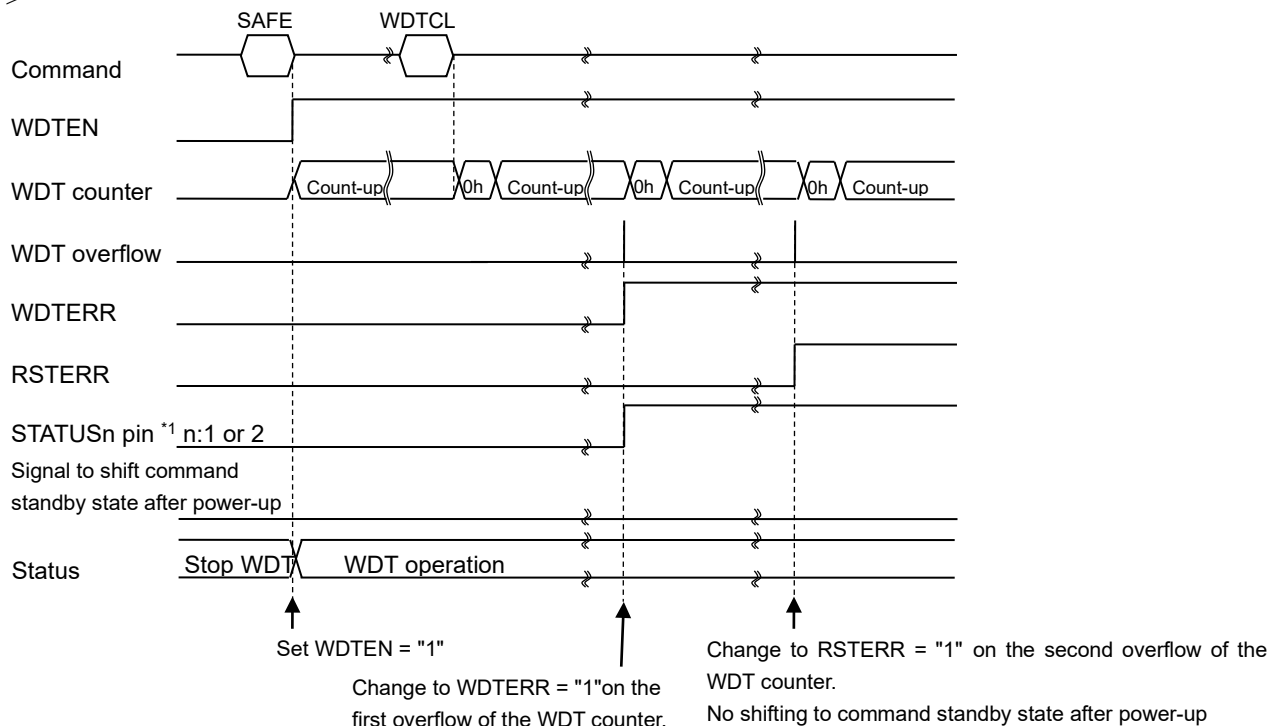 SAFE WDTCL
Command
WDTEN
WDT counter Count-up 0h Count-up 0h Count-up 0h Count-up
WDT overflow
WDTERR
RSTERR
STATUSn pin *1 n:1 or 2
Signal to shift command
standby state after power-up
Status Stop WDT WDT operation
Set WDTEN = "1"
Change to WDTERR = "1"on the
first overflow of the WDT counter.
Change to RSTERR = "1" on the second overflow of the
WDT counter.
No shifting to command standby state after power-up